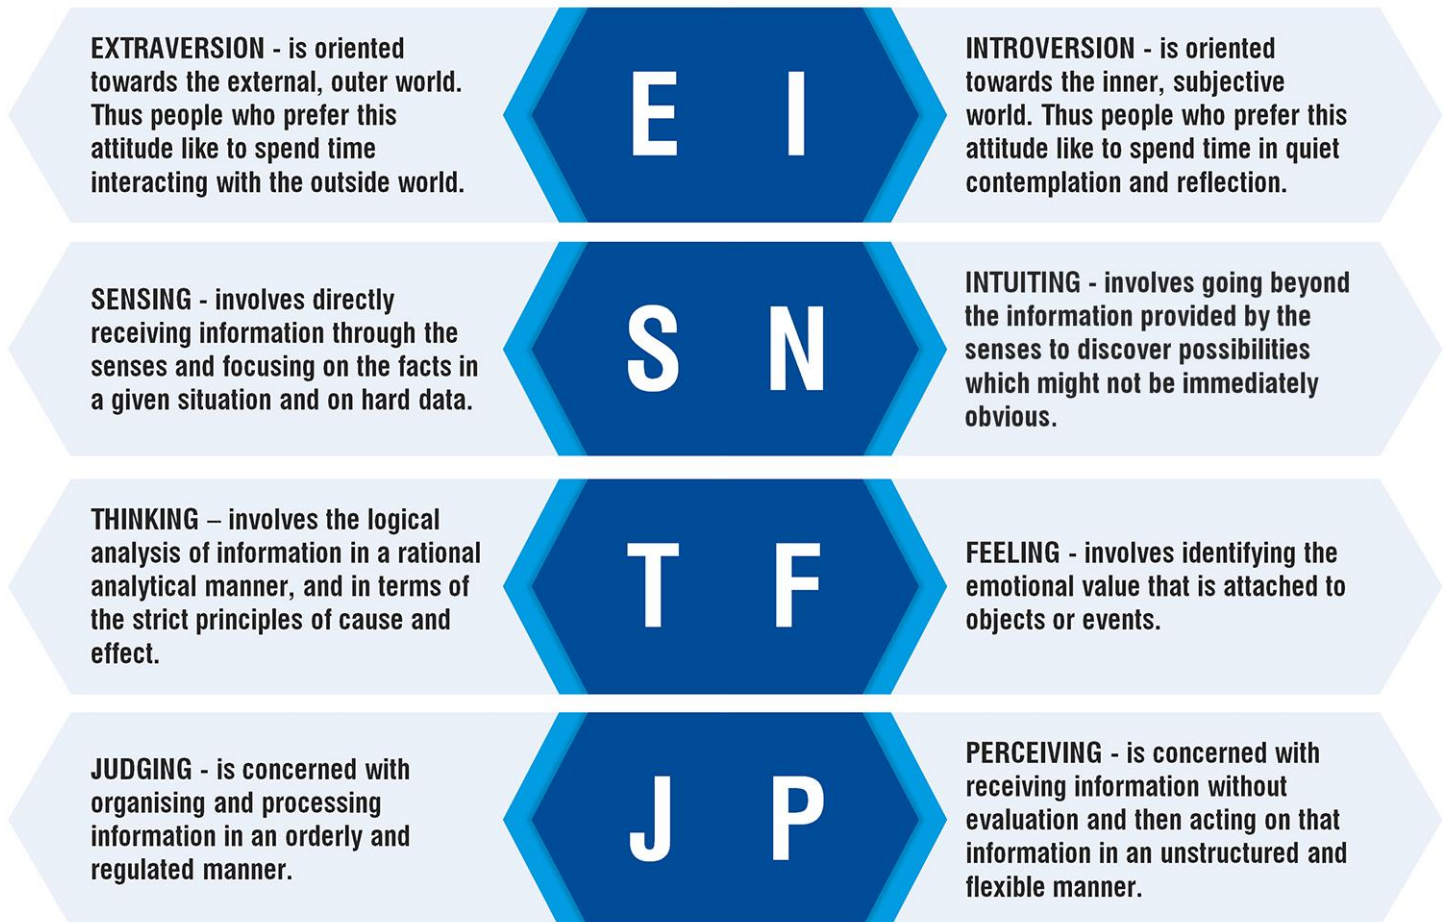 EXTRAVERSION - is oriented
towards the external, outer world.
Thus people who prefer this
attitude like to spend time
interacting with the outside world.
E I
INTROVERSION - is oriented
towards the inner, subjective
world. Thus people who prefer this
attitude like to spend time in quiet
contemplation and reflection.
SENSING - involves directly
receiving information through the
senses and focusing on the facts in
a given situation and on hard data.
S N
INTUITING - involves going beyond
the information provided by the
senses to discover possibilities
which might not be immediately
obvious.
THINKING – involves the logical
analysis of information in a rational
analytical manner, and in terms of
the strict principles of cause and
effect.
T F
FEELING - involves identifying the
emotional value that is attached to
objects or events.
JUDGING - is concerned with
organising and processing
information in an orderly and
regulated manner.
J P
PERCEIVING - is concerned with
receiving information without
evaluation and then acting on that
information in an unstructured and
flexible manner.